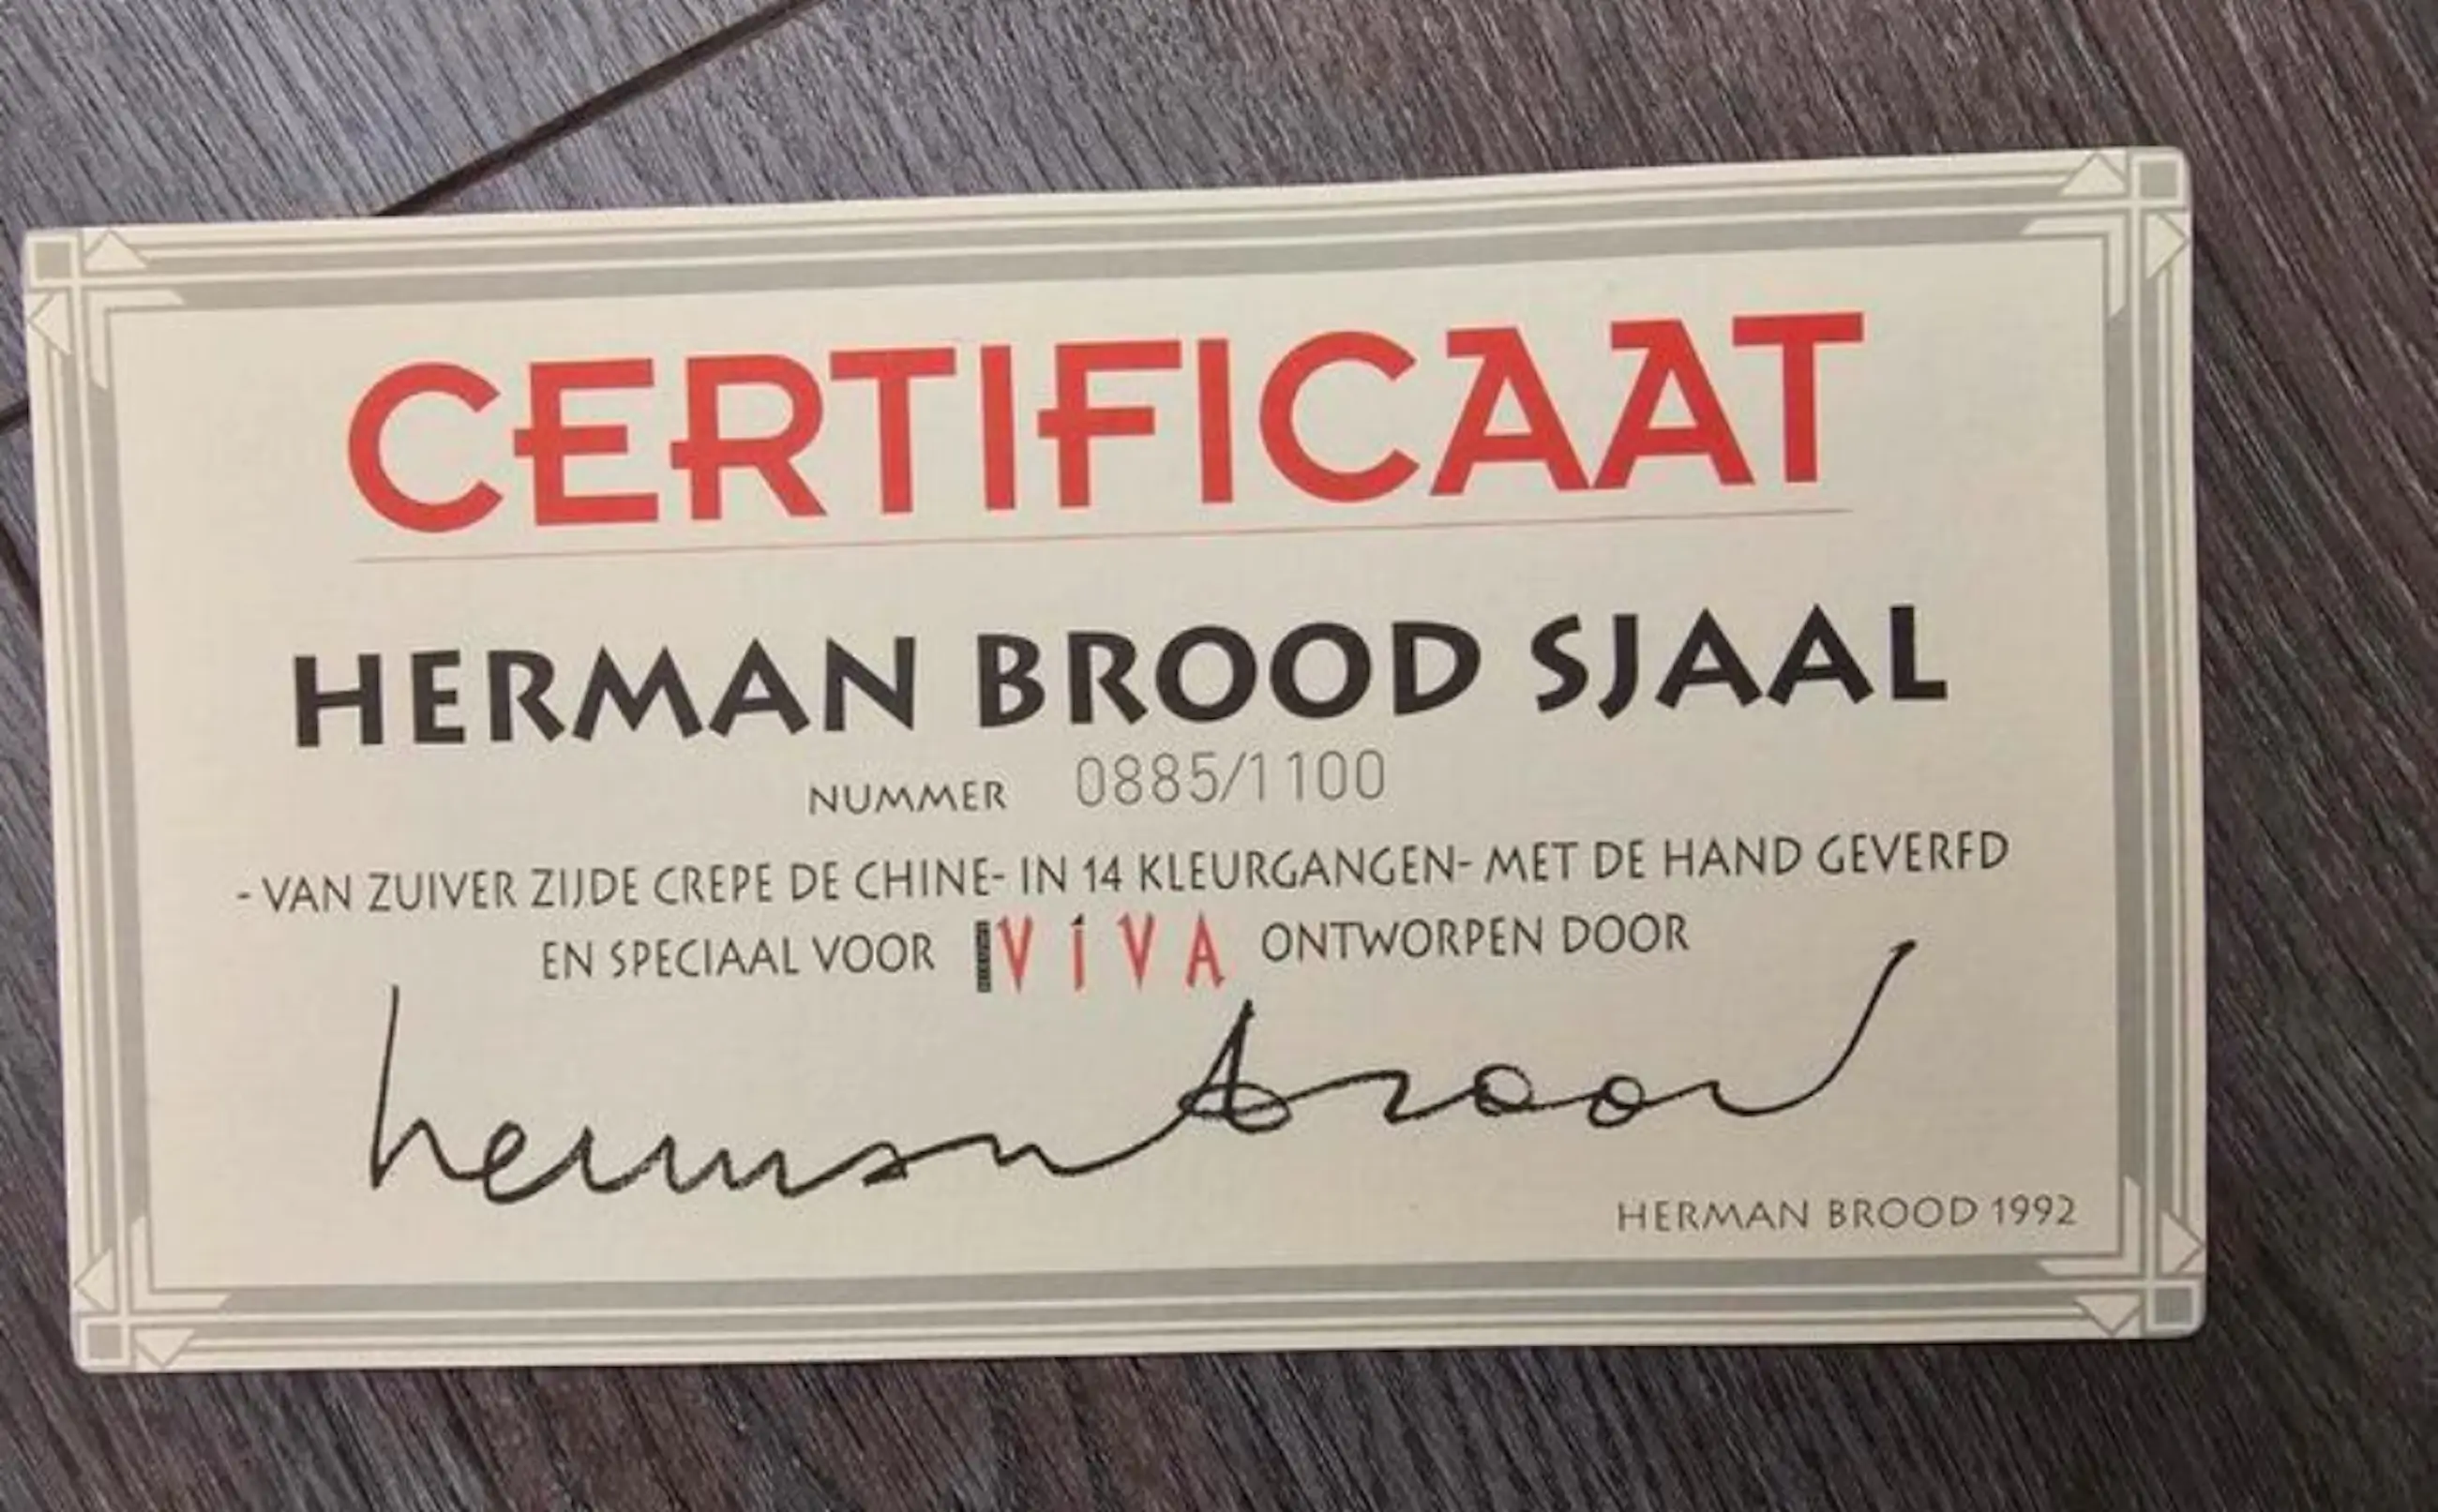 CERTIFICAAT
HERMAN BROOD SJAAL
NUMMER 0885/1100
- VAN ZUIVER ZIJDE CREPE DE CHINE- IN 14 KLEURGANGEN- MET DE HAND GEVERFD
EN SPECIAAL VOOR ViVA ONTWORPEN DOOR
herman brood
HERMAN BROOD 1992